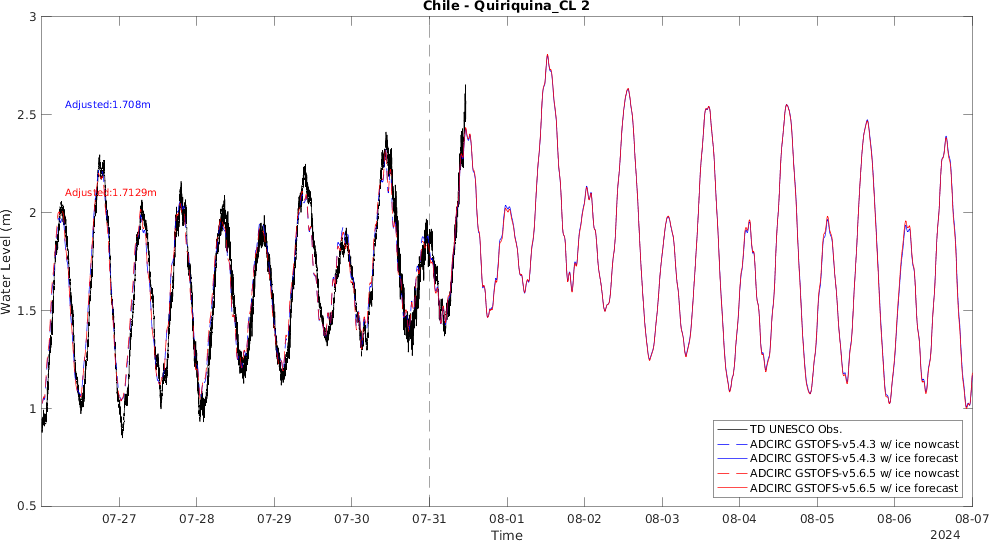 Chile - Quiriquina_CL 2
Water Level (m)
3
2.5
2
1.5
1
0.5
Adjusted:1.708m
Adjusted:1.7129m
TD UNESCO Obs.
ADCIRC GSTOFS-v5.4.3 w/ ice nowcast
ADCIRC GSTOFS-v5.4.3 w/ ice forecast
ADCIRC GSTOFS-v5.6.5 w/ ice nowcast
ADCIRC GSTOFS-v5.6.5 w/ ice forecast
07-27 07-28 07-29 07-30 07-31 08-01 08-02 08-03 08-04 08-05 08-06 08-07
Time
2024